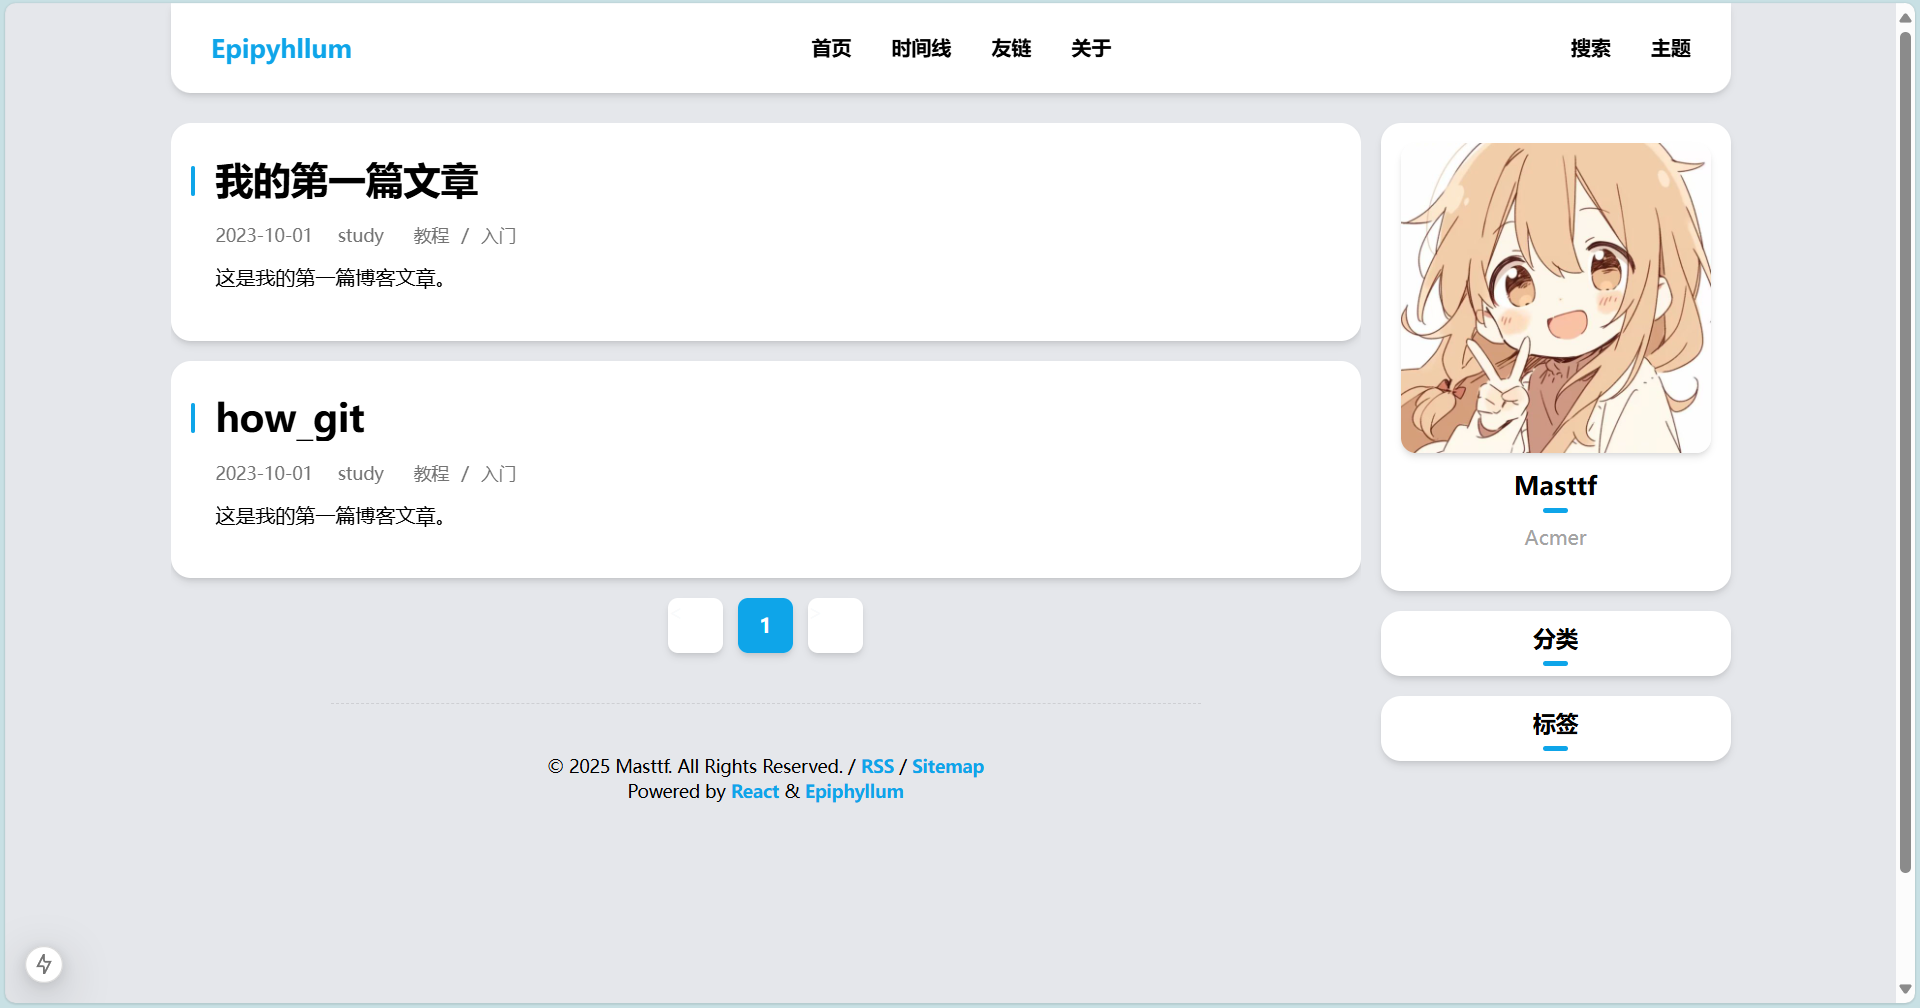 Epipyhllum 首页 时间线 友链 关于 搜索 主题
我的第一篇文章
2023-10-01 study 教程 / 入门
这是我的第一篇博客文章。
how_git
2023-10-01 study 教程 / 入门
这是我的第一篇博客文章。
1
© 2025 Masttf. All Rights Reserved. / RSS / Sitemap
Powered by React & Epiphyllum
Masttf
Acmer
分类
标签